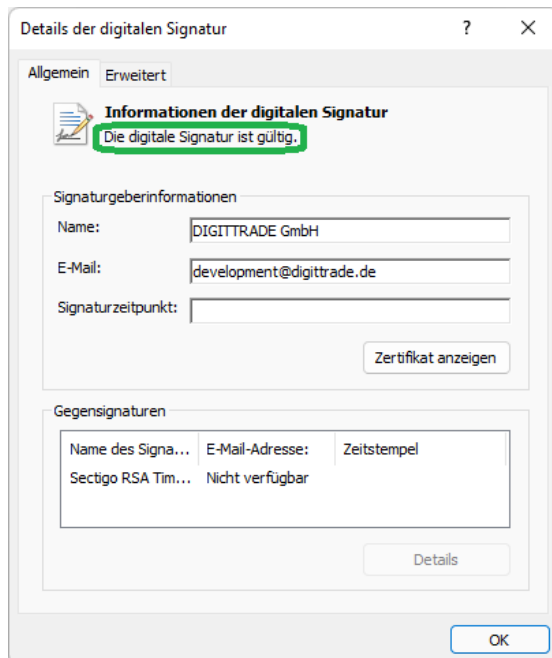 Details der digitalen Signatur
?
Allgemein
Erweitert
Informationen der digitalen Signatur
Die digitale Signatur ist gültig.
Signaturgeberinformationen
Name:
DIGITTRADE GmbH
E-Mail:
development@digittrade.de
Signaturzeitpunkt:
Zertifikat anzeigen
Gegensignaturen
Name des Signa... E-Mail-Adresse: Zeitstempel
Sectigo RSA Tim... Nicht verfügbar
Details
OK